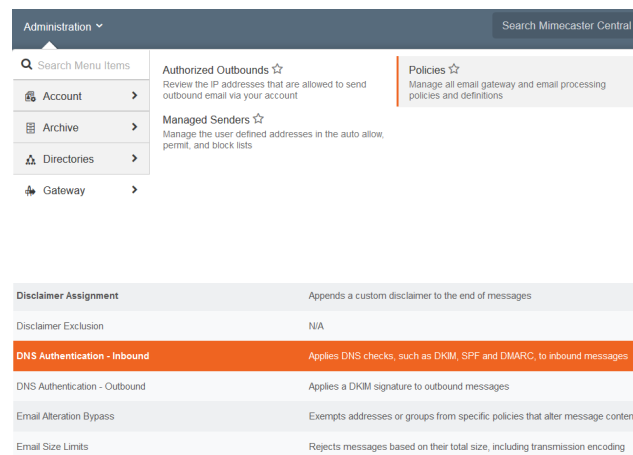 Administration
Search Mimecaster Central
Search Menu Items
Account
Archive
Directories
Gateway
Authorized Outbounds
Review the IP addresses that are allowed to send
outbound email via your account
Managed Senders
Manage the user defined addresses in the auto allow,
permit, and block lists
Policies
Manage all email gateway and email processing
policies and definitions
Disclaimer Assignment Appends a custom disclaimer to the end of messages
Disclaimer Exclusion N/A
DNS Authentication - Inbound Applies DNS checks, such as DKIM, SPF and DMARC, to inbound messages
DNS Authentication - Outbound Applies a DKIM signature to outbound messages
Email Alteration Bypass Exempts addresses or groups from specific policies that alter message conten
Email Size Limits Rejects messages based on their total size, including transmission encoding